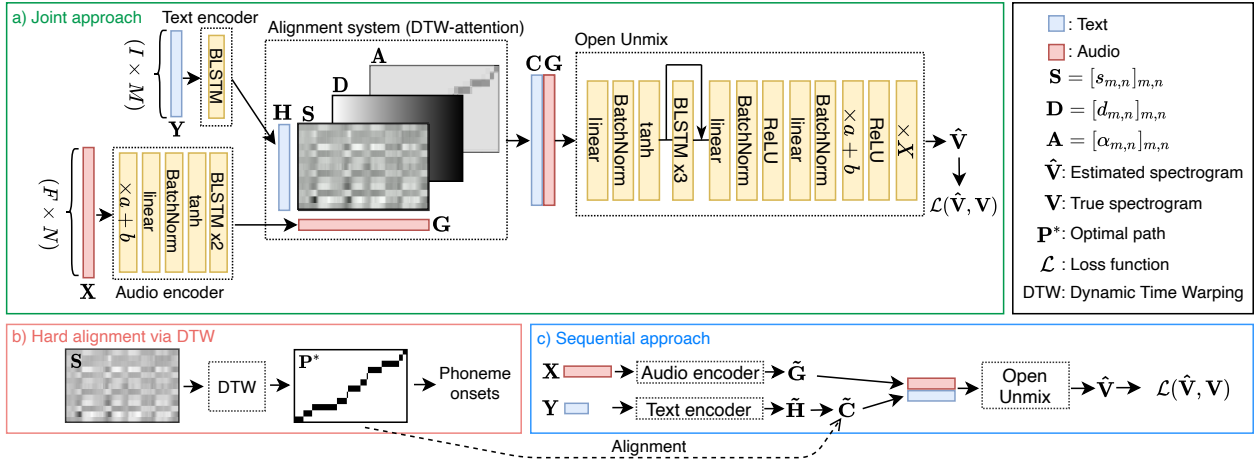 a) Joint approach
Text encoder
(I × M)
Y
BLSTM
(F × N)
X
×a + b
linear
BatchNorm
tanh
BLSTM x2
Audio encoder
Alignment system (DTW-attention)
A
D
H
S
G
C G
Open Unmix
linear
BatchNorm
tanh
BLSTM x3
linear
BatchNorm
ReLU
linear
BatchNorm
×a + b
ReLU
×X
V̂
ℒ(V̂, V)
: Text
: Audio
S = [s_{m,n}]_{m,n}
D = [d_{m,n}]_{m,n}
A = [α_{m,n}]_{m,n}
V̂: Estimated spectrogram
V: True spectrogram
P*: Optimal path
ℒ : Loss function
DTW: Dynamic Time Warping
b) Hard alignment via DTW
S
DTW
P*
Phoneme
onsets
c) Sequential approach
X
Audio encoder
G̃
Y
Text encoder
H̃
C̃
Open
Unmix
V̂
ℒ(V̂, V)
Alignment